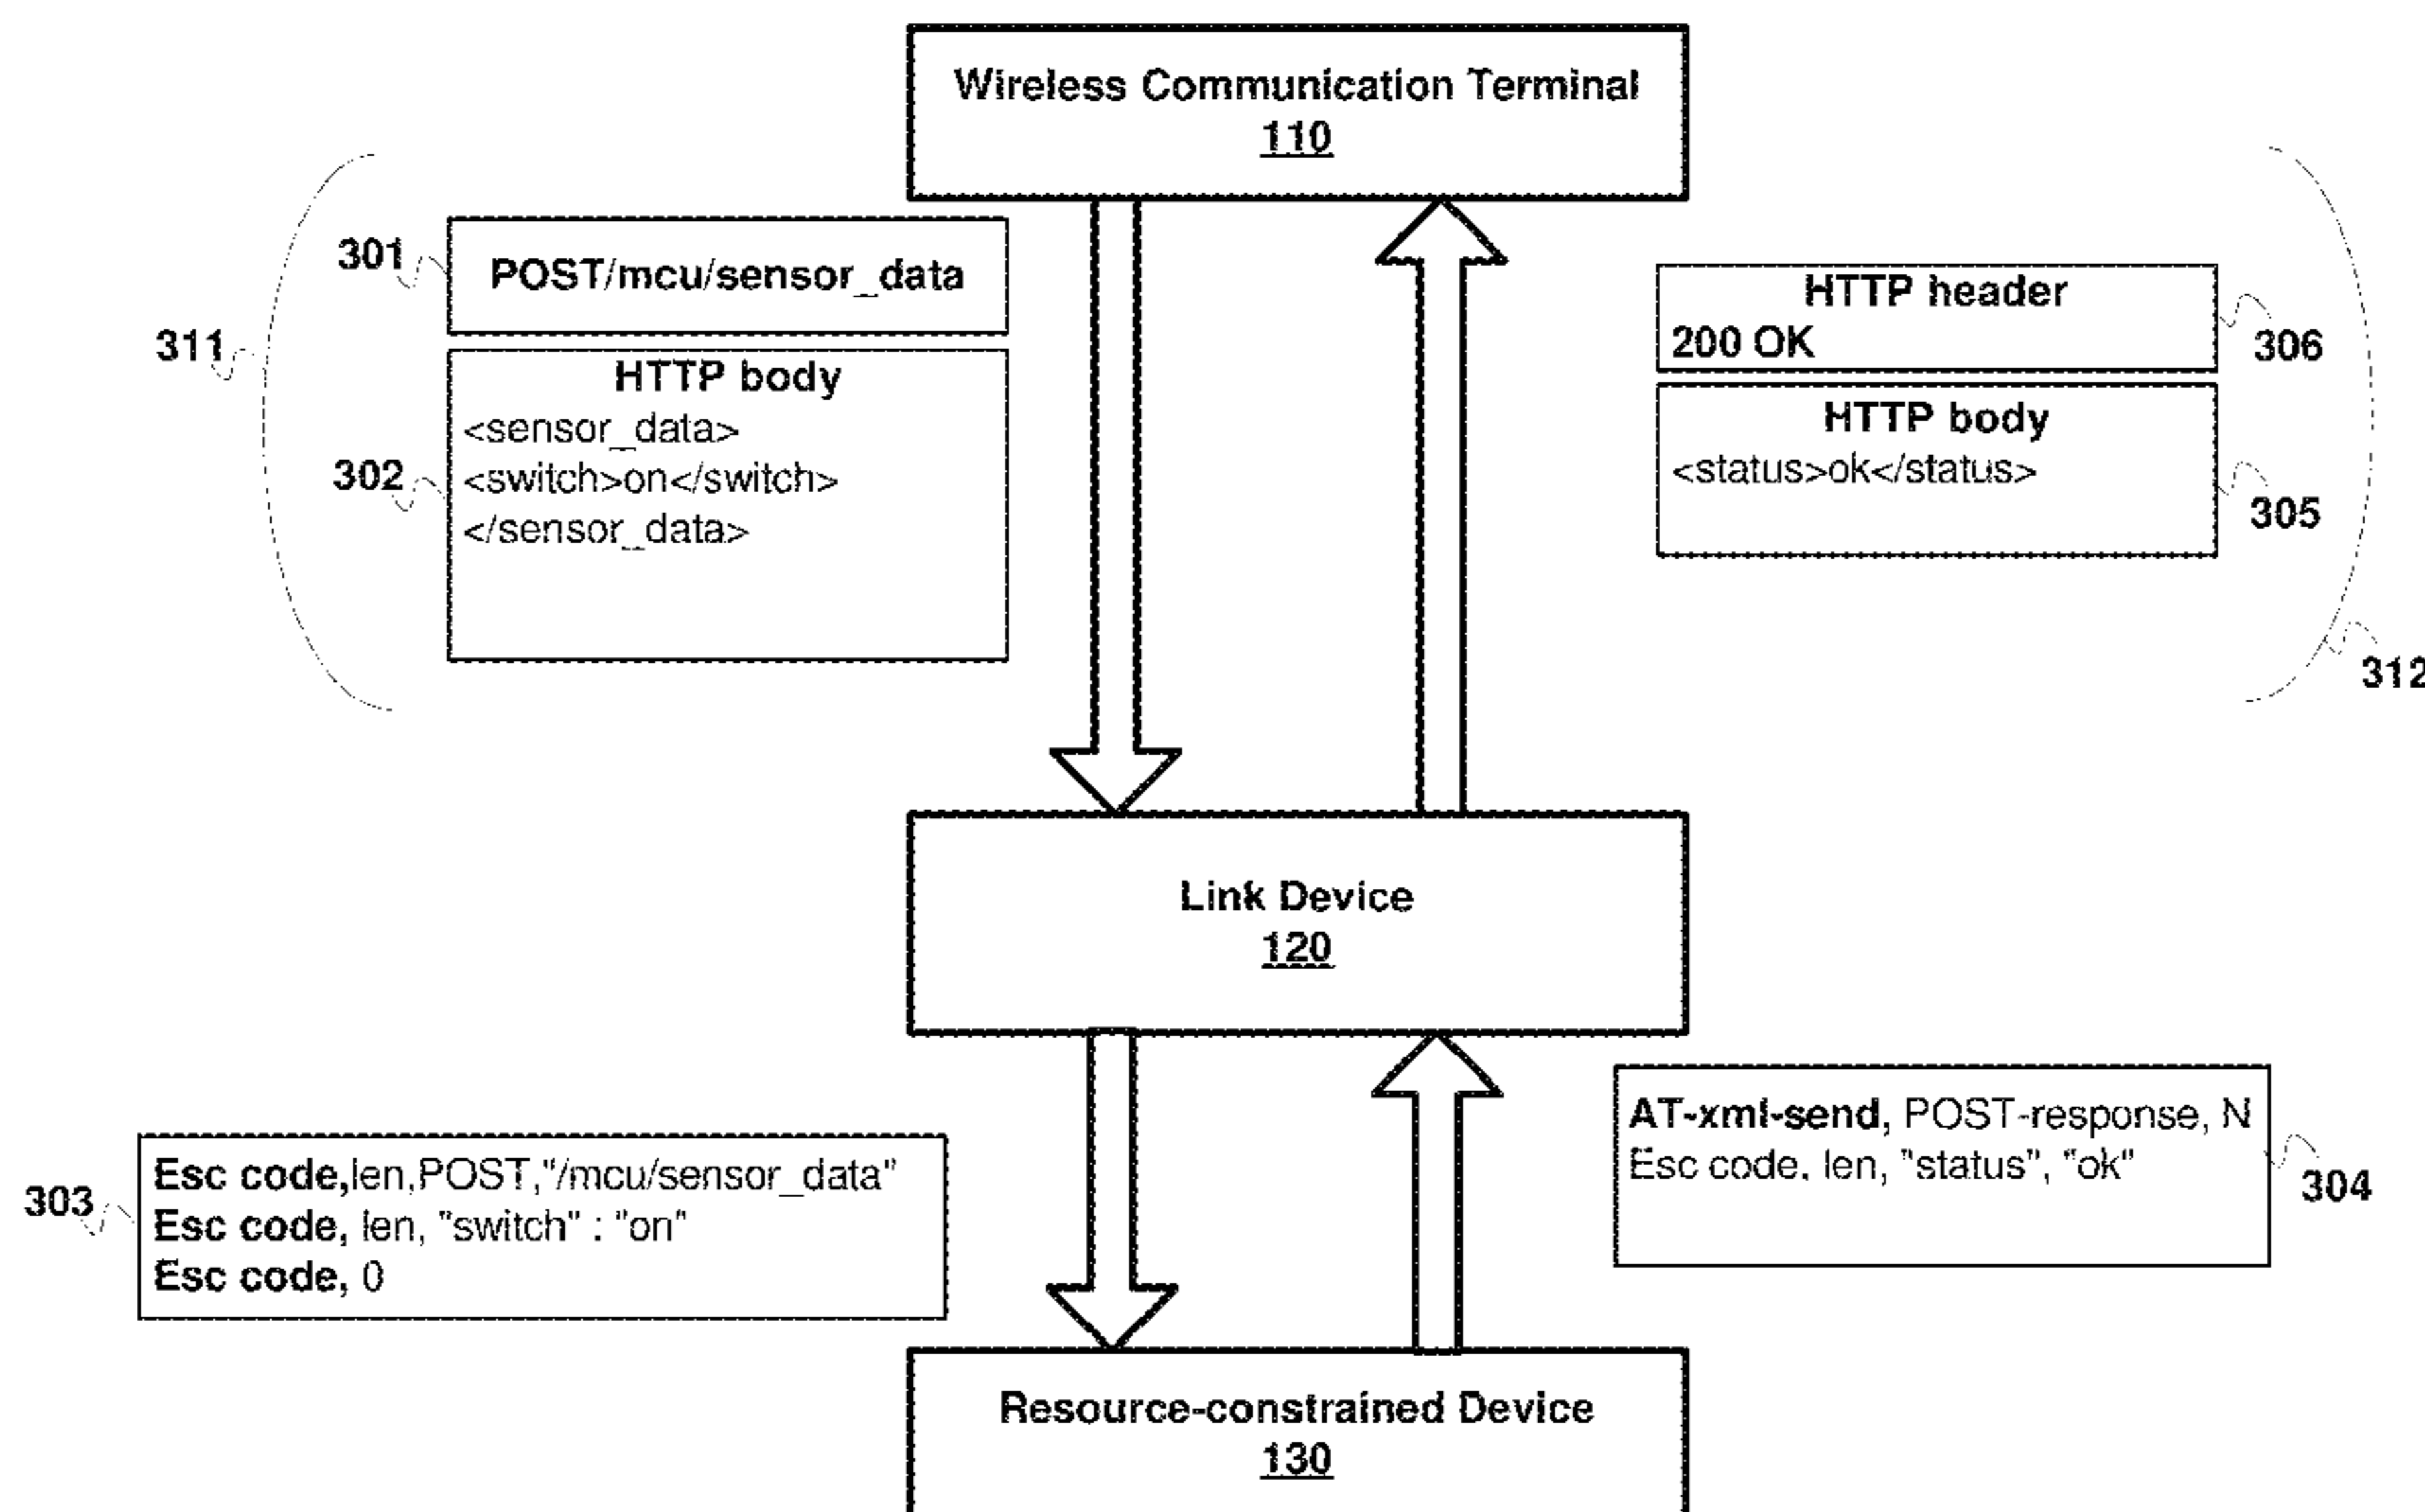 Wireless Communication Terminal
110
301
POST/mcu/sensor_data
311
HTTP body
<sensor_data>
302
<switch>on</switch>
</sensor_data>
HTTP header
200 OK
306
HTTP body
<status>ok</status>
305
312
Link Device
120
303
Esc code,len,POST,"/mcu/sensor_data"
Esc code, len, "switch" : "on"
Esc code, 0
AT-xml-send, POST-response, N
Esc code, len, "status", "ok"
304
Resource-constrained Device
130